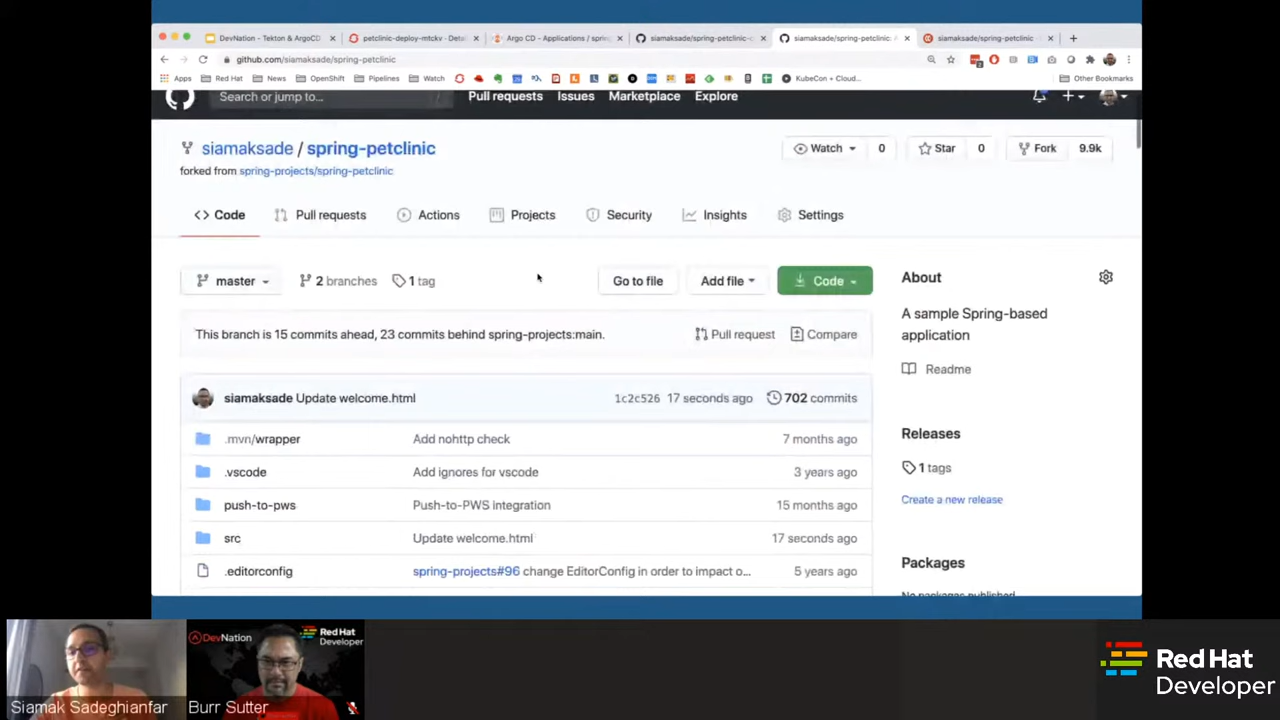 DevNation - Tekton & ArgoCD
petclinic-deploy-mtckv — Deta
Argo CD - Applications / spring
siamaksade/spring-petclinic-c
siamaksade/spring-petclinic:
siamaksade/spring-petclinic ·
github.com/siamaksade/spring-petclinic
Apps
Red Hat
News
OpenShift
Pipelines
Watch
KubeCon + Cloud...
Other Bookmarks
Search or jump to...
/
Pull requests
Issues
Marketplace
Explore
siamaksade / spring-petclinic
Watch
0
Star
0
Fork
9.9k
forked from spring-projects/spring-petclinic
Code
Pull requests
Actions
Projects
Security
Insights
Settings
master
2 branches
1 tag
Go to file
Add file
Code
About
A sample Spring-based
application
This branch is 15 commits ahead, 23 commits behind spring-projects:main.
Pull request
Compare
Readme
siamaksade Update welcome.html
1c2c526
17 seconds ago
702 commits
.mvn/wrapper
Add nohttp check
7 months ago
Releases
.vscode
Add ignores for vscode
3 years ago
1 tags
push-to-pws
Push-to-PWS integration
15 months ago
Create a new release
src
Update welcome.html
17 seconds ago
.editorconfig
spring-projects#96 change EditorConfig in order to impact o...
5 years ago
Packages
No packages published
DevNation
Red Hat
Developer
Siamak Sadeghianfar
Burr Sutter
Red Hat
Developer